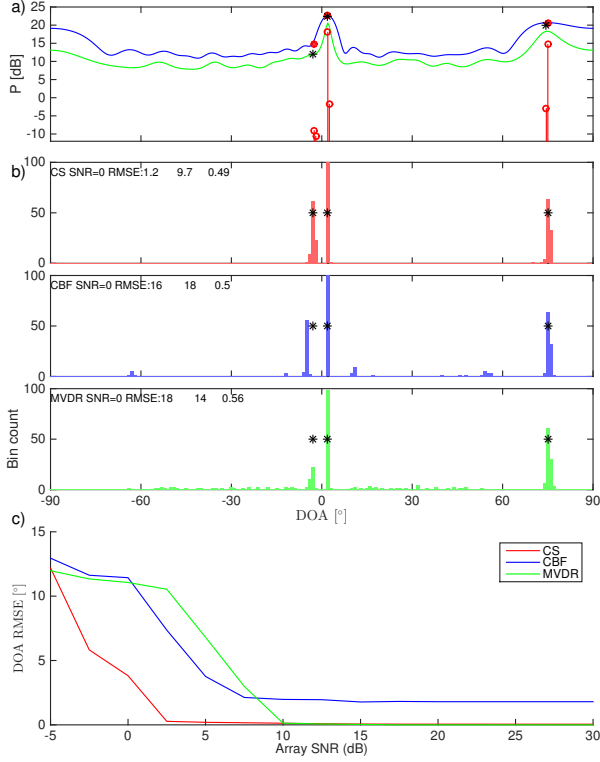 a)
P [dB]
25
20
15
10
5
0
-5
-10
b)
CS SNR=0 RMSE:1.2 9.7 0.49
100
50
0
CBF SNR=0 RMSE:16 18 0.5
100
50
0
MVDR SNR=0 RMSE:18 14 0.56
Bin count
100
50
0
-90 -60 -30 0 30 60 90
DOA [°]
c)
DOA RMSE [°]
15
10
5
0
CS
CBF
MVDR
-5 0 5 10 15 20 25 30
Array SNR (dB)